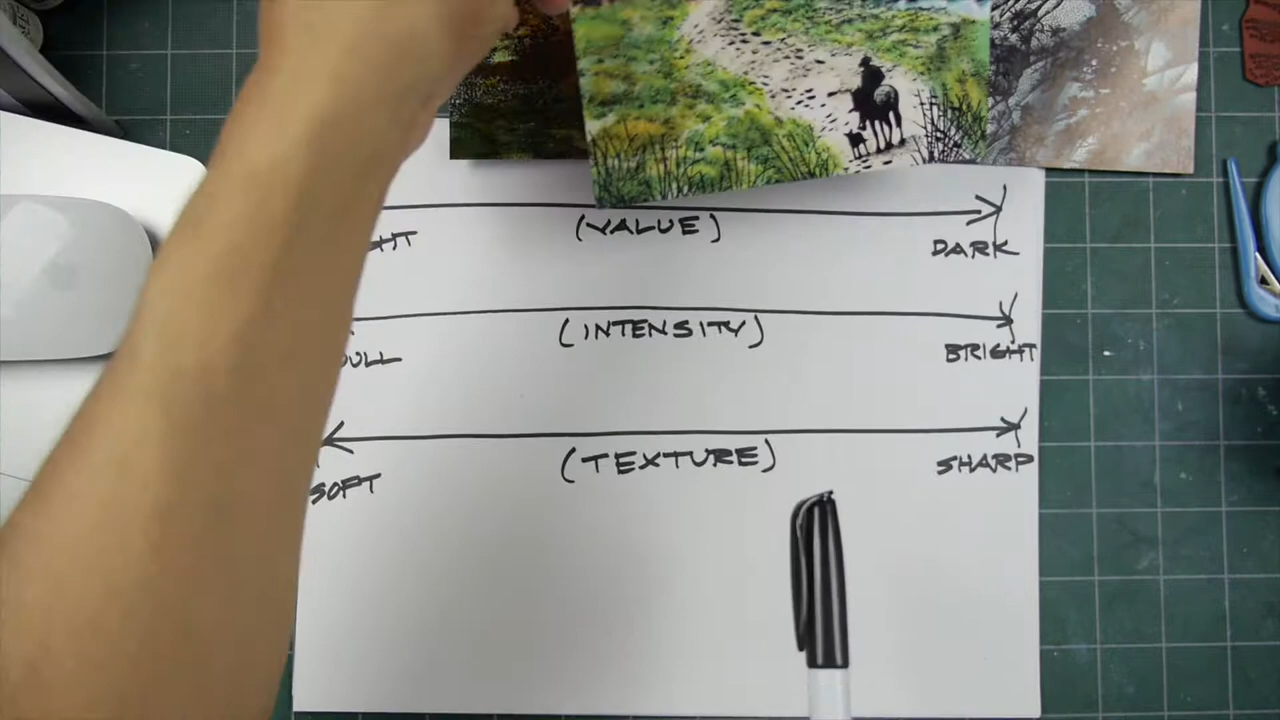 (VALUE)
DARK
(INTENSITY)
BRIGHT
(TEXTURE)
SHARP
SOFT